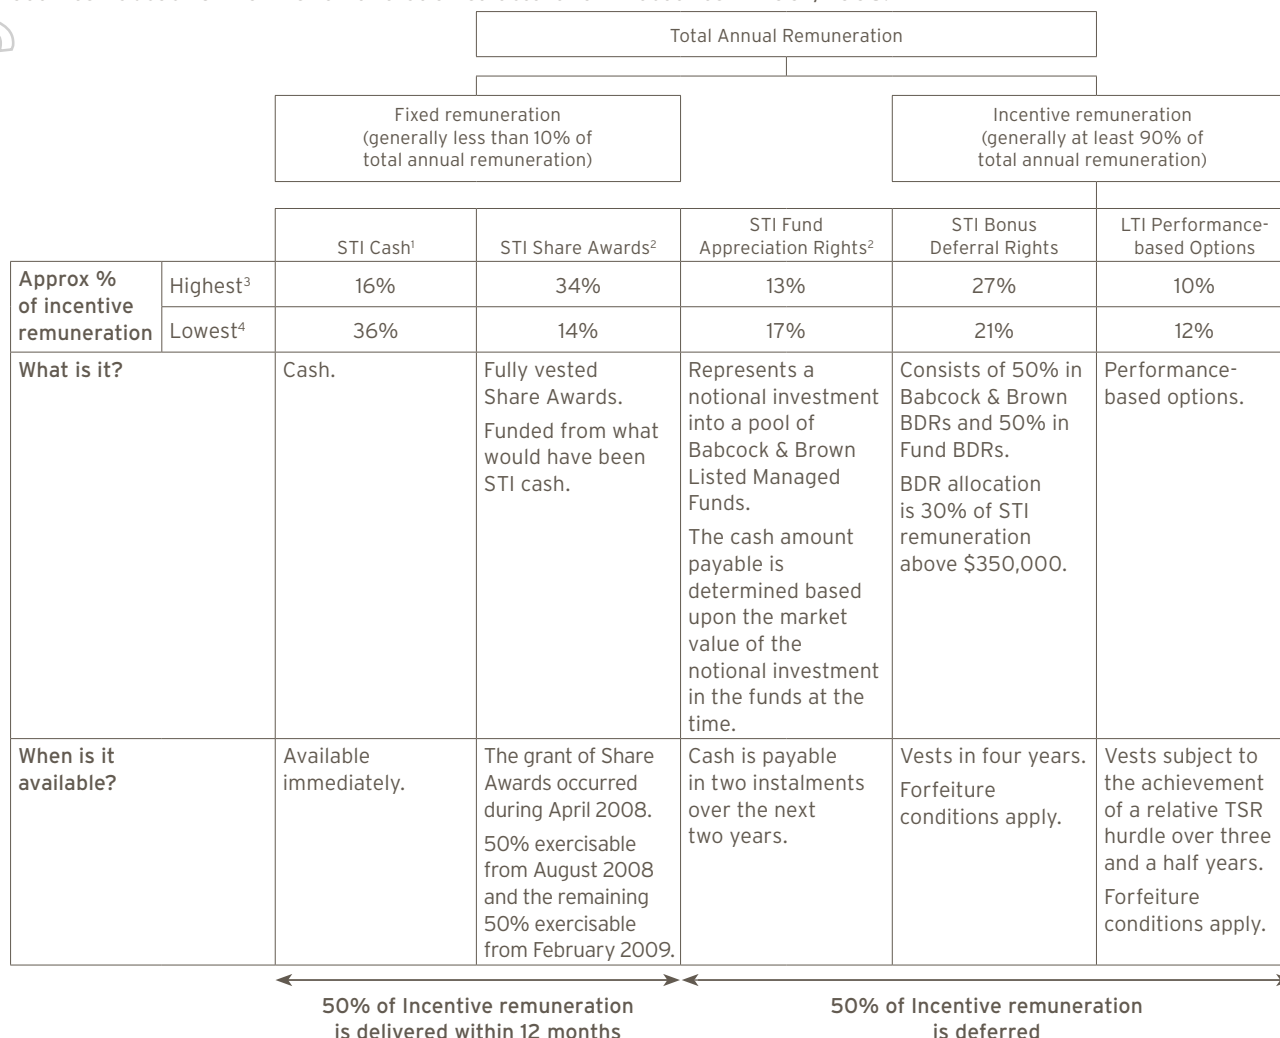 Total Annual Remuneration
Fixed remuneration
(generally less than 10% of
total annual remuneration)
Incentive remuneration
(generally at least 90% of
total annual remuneration)
STI Cash¹
STI Share Awards²
STI Fund
Appreciation Rights²
STI Bonus
Deferral Rights
LTI Performance-
based Options
Approx %
of incentive
remuneration
Highest³
16%
34%
13%
27%
10%
Lowest⁴
36%
14%
17%
21%
12%
What is it?
Cash.
Fully vested
Share Awards.
Funded from what
would have been
STI cash.
Represents a
notional investment
into a pool of
Babcock & Brown
Listed Managed
Funds.
The cash amount
payable is
determined based
upon the market
value of the
notional investment
in the funds at the
time.
Consists of 50% in
Babcock & Brown
BDRs and 50% in
Fund BDRs.
BDR allocation
is 30% of STI
remuneration
above $350,000.
Performance-
based options.
When is it
available?
Available
immediately.
The grant of Share
Awards occurred
during April 2008.
50% exercisable
from August 2008
and the remaining
50% exercisable
from February 2009.
Cash is payable
in two instalments
over the next
two years.
Vests in four years.
Forfeiture
conditions apply.
Vests subject to
the achievement
of a relative TSR
hurdle over three
and a half years.
Forfeiture
conditions apply.
50% of Incentive remuneration
is delivered within 12 months
50% of Incentive remuneration
is deferred